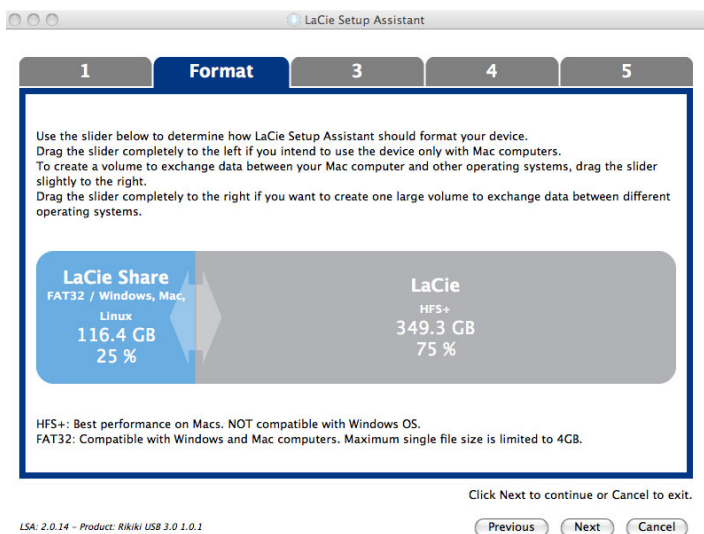 LaCie Setup Assistant
1 Format 3 4 5
Use the slider below to determine how LaCie Setup Assistant should format your device.
Drag the slider completely to the left if you intend to use the device only with Mac computers.
To create a volume to exchange data between your Mac computer and other operating systems, drag the slider
slightly to the right.
Drag the slider completely to the right if you want to create one large volume to exchange data between different
operating systems.
LaCie Share
FAT32 / Windows, Mac,
Linux
116.4 GB
25 %
LaCie
HFS+
349.3 GB
75 %
HFS+: Best performance on Macs. NOT compatible with Windows OS.
FAT32: Compatible with Windows and Mac computers. Maximum single file size is limited to 4GB.
Click Next to continue or Cancel to exit.
LSA: 2.0.14 – Product: Rikiki USB 3.0 1.0.1
Previous Next Cancel